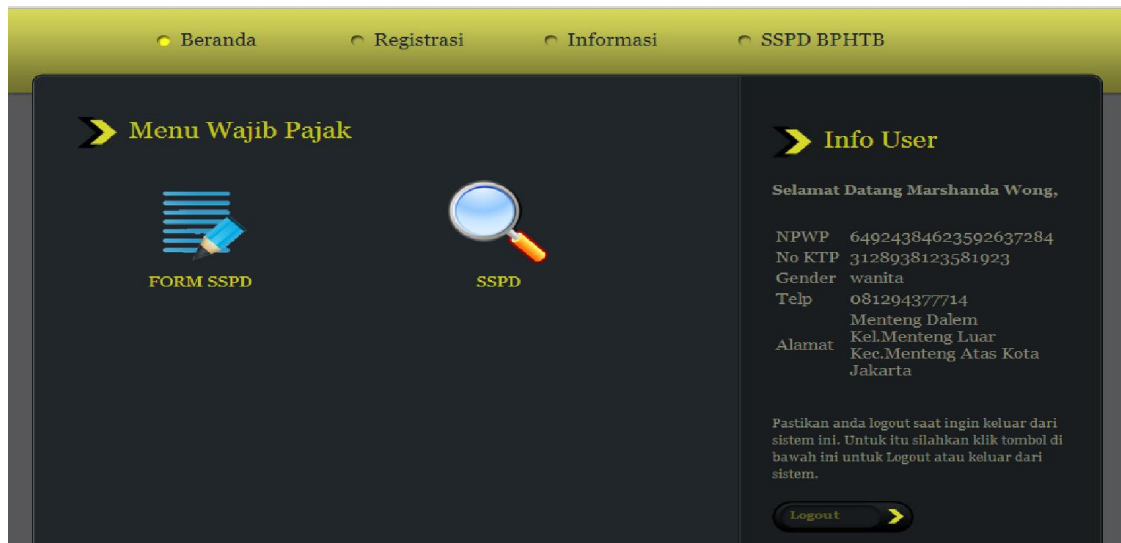 Beranda Registrasi Informasi SSPD BPHTB
Menu Wajib Pajak
FORM SSPD SSPD
Info User
Selamat Datang Marshanda Wong,
NPWP 64924384623592637284
No KTP 3128938123581923
Gender wanita
Telp 081294377714
Alamat Menteng Dalem
Kel.Menteng Luar
Kec.Menteng Atas Kota
Jakarta
Pastikan anda logout saat ingin keluar dari
sistem ini. Untuk itu silahkan klik tombol di
bawah ini untuk Logout atau keluar dari
sistem.
Logout